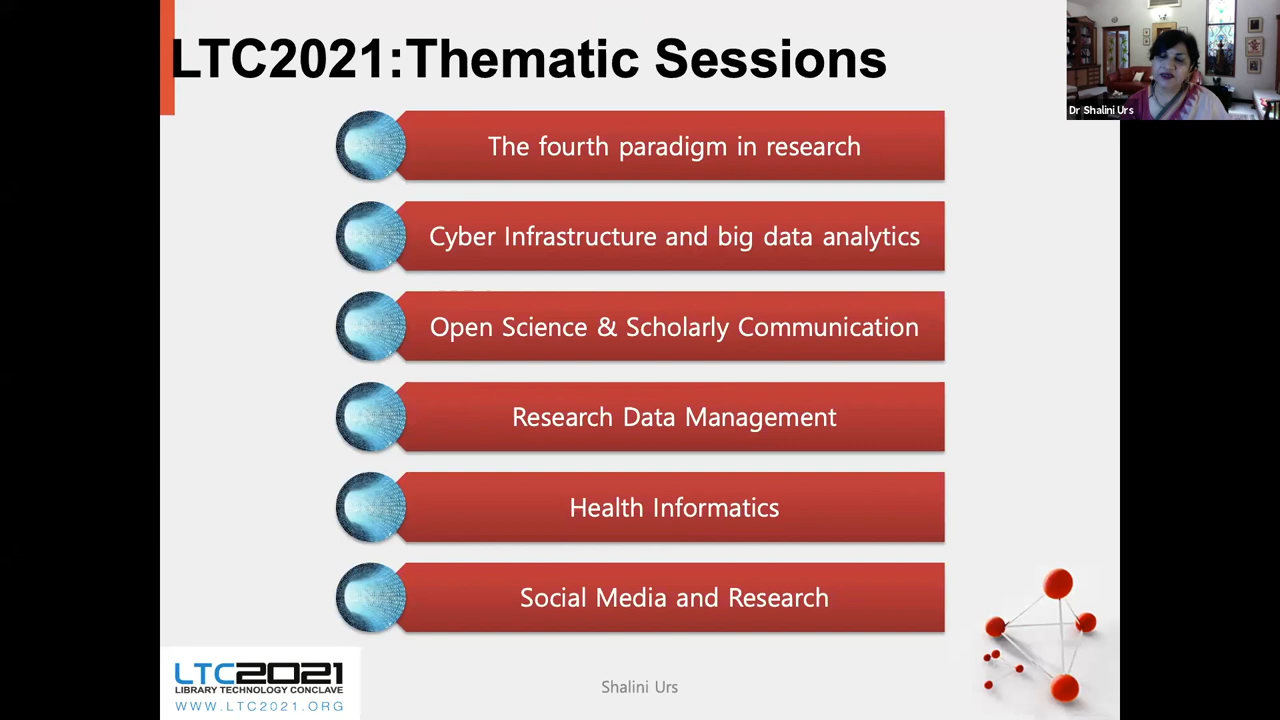 LTC2021:Thematic Sessions
Dr Shalini Urs
The fourth paradigm in research
Cyber Infrastructure and big data analytics
Open Science & Scholarly Communication
Research Data Management
Health Informatics
Social Media and Research
LTC2021
LIBRARY TECHNOLOGY CONCLAVE
WWW.LTC2021.ORG
Shalini Urs